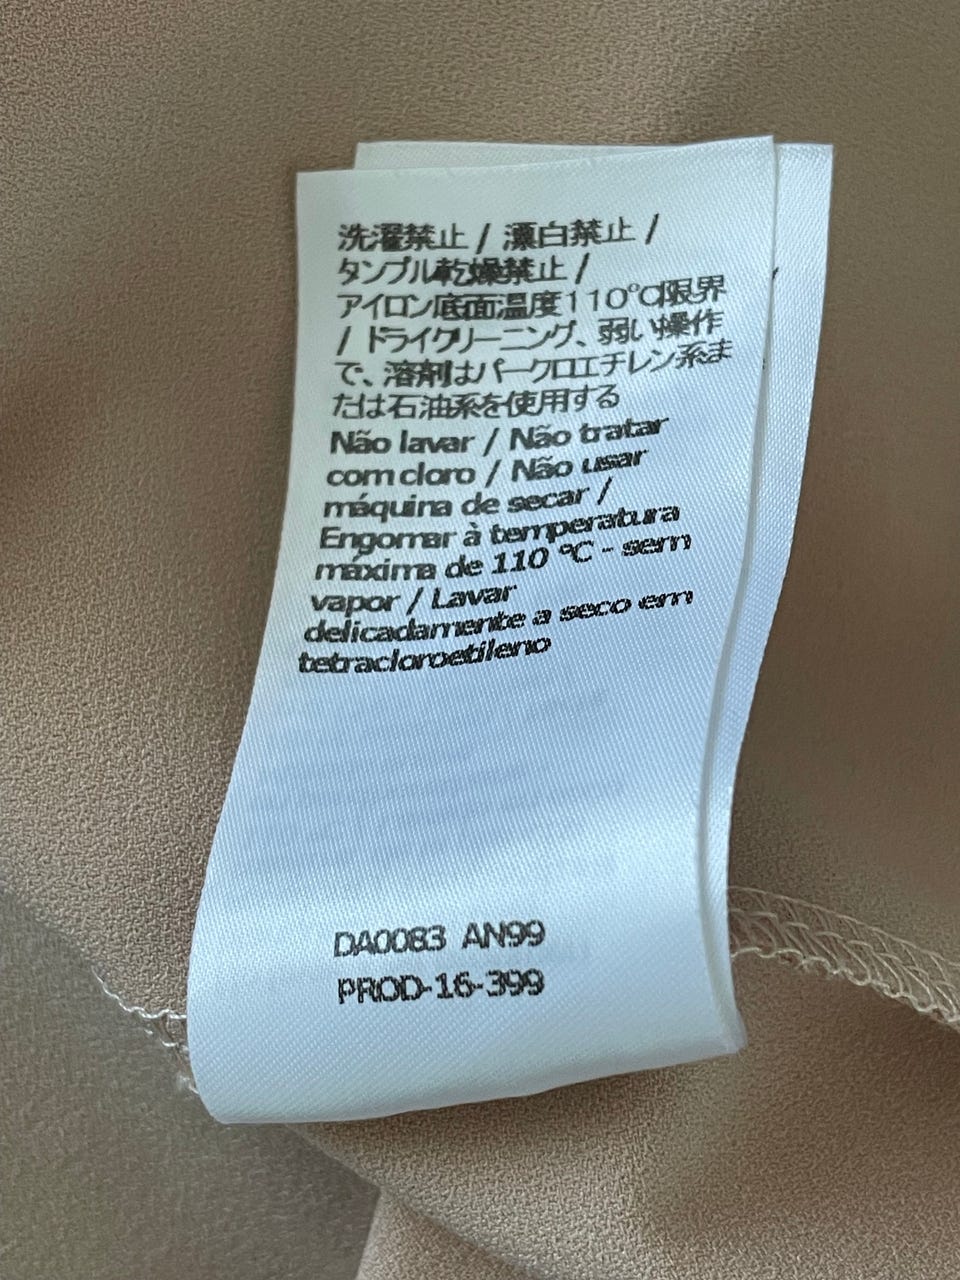 洗濯禁止 / 漂白禁止 /
タンブル乾燥禁止 /
アイロン底面温度110℃限界
/ ドライクリーニング、弱い操作
で、溶剤はパークロロエチレン系ま
たは石油系を使用する
Não lavar / Não tratar
com cloro / Não usar
máquina de secar /
Engomar à temperatura
máxima de 110 °C - sem
vapor / Lavar
delicadamente a seco em
tetracloroetileno
DA0083 AN99
PROD-16-399